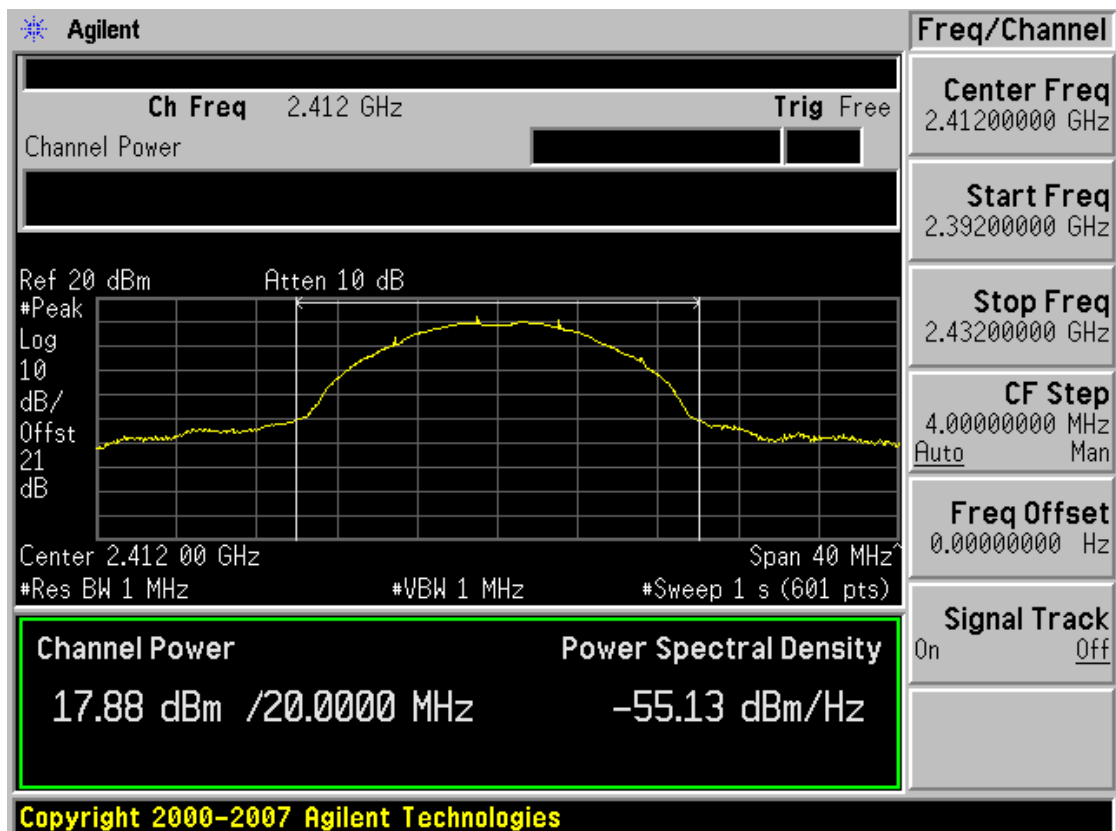 Agilent
Freq/Channel
Ch Freq 2.412 GHz Trig Free
Channel Power
Center Freq
2.41200000 GHz
Start Freq
2.39200000 GHz
Stop Freq
2.43200000 GHz
CF Step
4.00000000 MHz
Auto Man
Freq Offset
0.00000000 Hz
Signal Track
On Off
Ref 20 dBm Atten 10 dB
#Peak
Log
10
dB/
Offst
21
dB
Center 2.412 00 GHz Span 40 MHz^
#Res BW 1 MHz #VBW 1 MHz #Sweep 1 s (601 pts)
Channel Power Power Spectral Density
17.88 dBm /20.0000 MHz -55.13 dBm/Hz
Copyright 2000-2007 Agilent Technologies